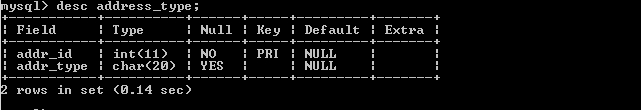 mysql> desc address_type;
+-----------+----------+------+-----+---------+-------+
| Field     | Type     | Null | Key | Default | Extra |
+-----------+----------+------+-----+---------+-------+
| addr_id   | int(11)  | NO   | PRI | NULL    |       |
| addr_type | char(20) | YES  |     | NULL    |       |
+-----------+----------+------+-----+---------+-------+
2 rows in set (0.14 sec)